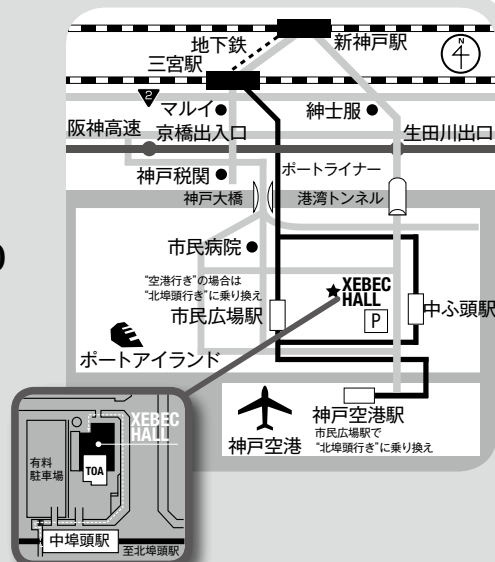 新神戸駅
地下鉄
三宮駅
N
2
マルイ
紳士服
阪神高速
京橋出入口
生田川出口
神戸税関
ポートライナー
神戸大橋
港湾トンネル
市民病院
"空港行き"の場合は
"北埠頭行き"に乗り換え
市民広場駅
XEBEC
HALL
P
中ふ頭駅
ポートアイランド
神戸空港駅
市民広場駅で
"北埠頭行き"に乗り換え
神戸空港
XEBEC
HALL
TOA
有料
駐車場
中埠頭駅
至北埠頭駅